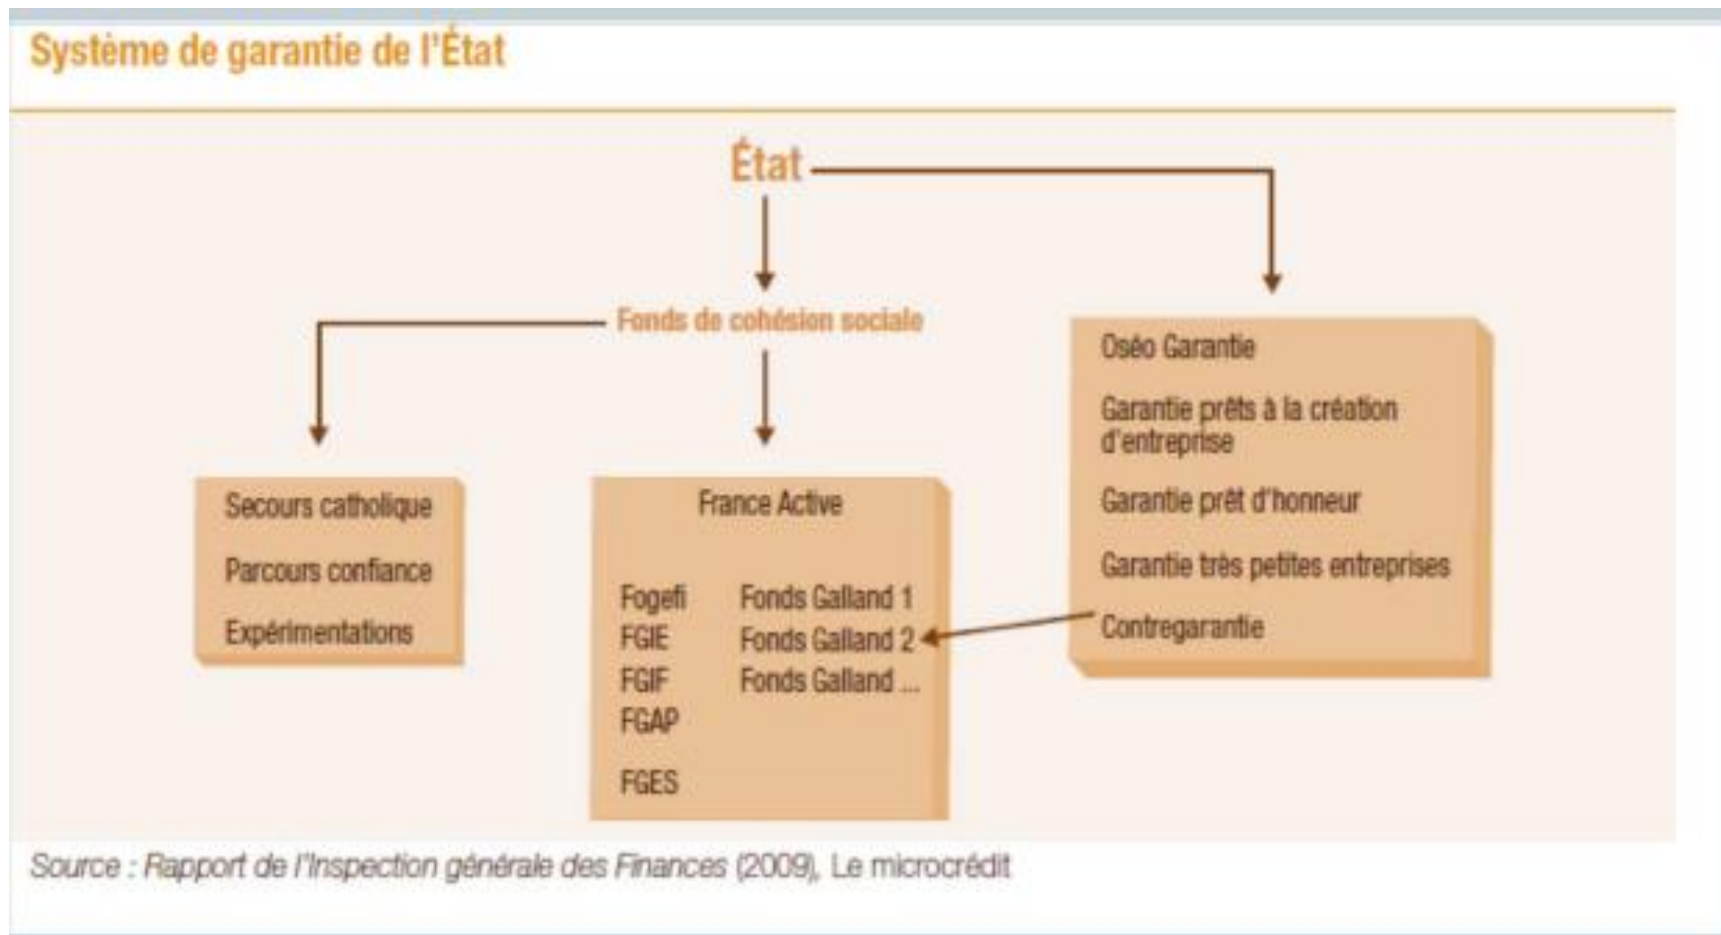 Système de garantie de l'État
État
Fonds de cohésion sociale
Secours catholique
Parcours confiance
Expérimentations
France Active
Fogefi Fonds Galland 1
FGIE Fonds Galland 2
FGIF Fonds Galland ...
FGAP
FGES
Oséo Garantie
Garantie prêts à la création
d'entreprise
Garantie prêt d'honneur
Garantie très petites entreprises
Contregarantie
Source : Rapport de l'Inspection générale des Finances (2009), Le microcrédit